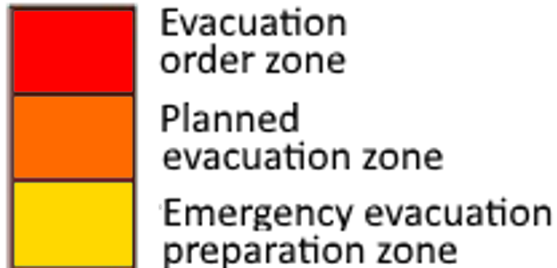 Evacuation
order zone
Planned
evacuation zone
Emergency evacuation
preparation zone